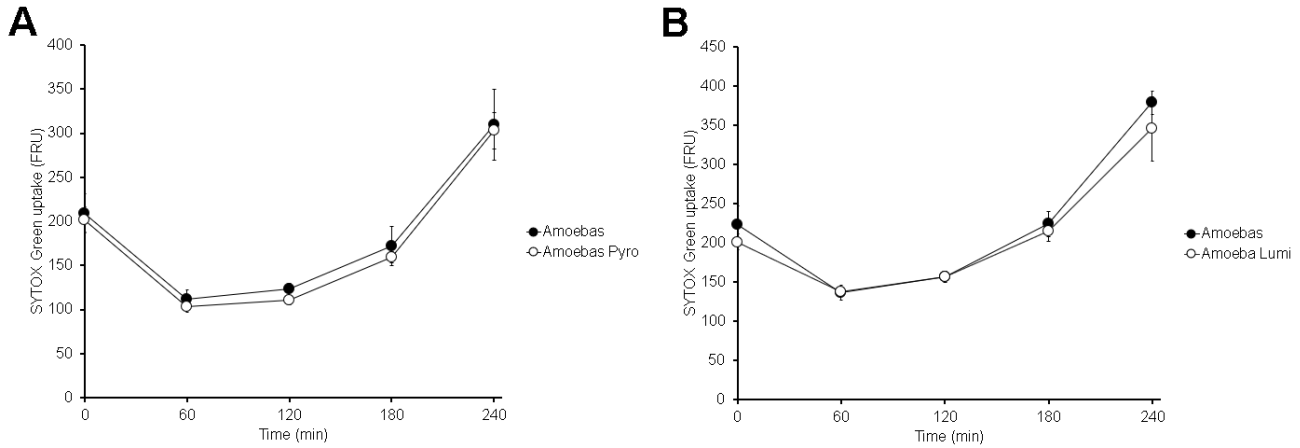 A
400
350
300
250
200
150
100
50
0
SYTOX Green uptake (FRU)
0 60 120 180 240
Time (min)
Amoebas
Amoebas Pyro
B
450
400
350
300
250
200
150
100
50
0
SYTOX Green uptake (FRU)
0 60 120 180 240
Time (min)
Amoebas
Amoeba Lumi